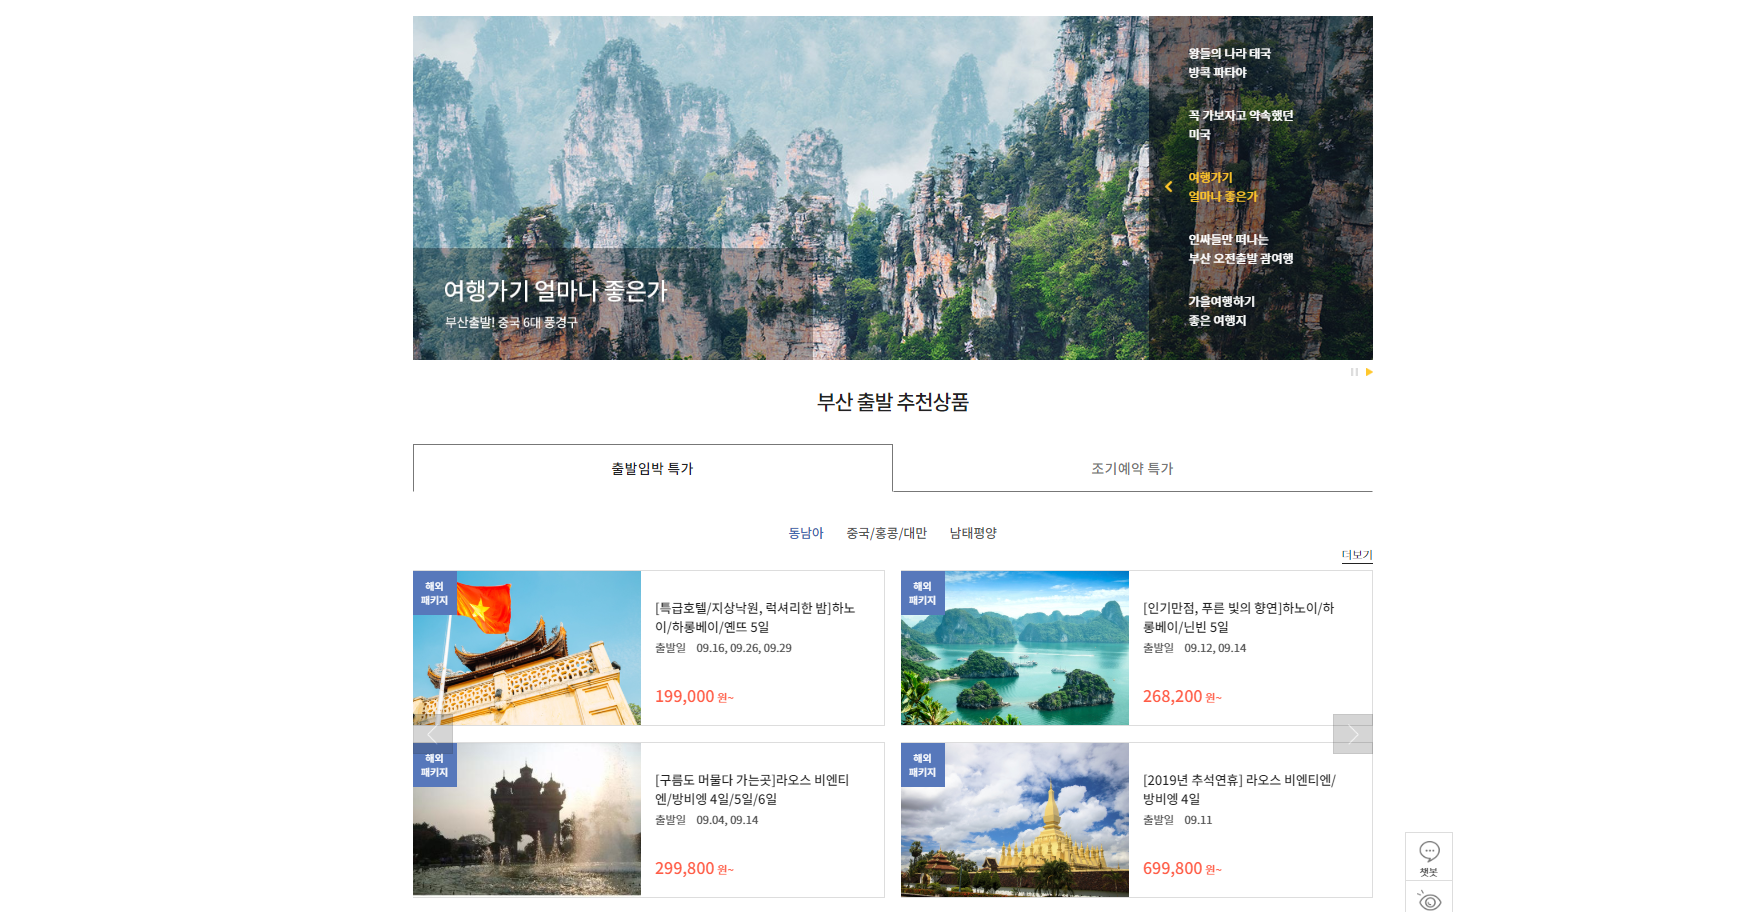 왕들의 나라 태국
방콕 파타야
꼭 가보자고 약속했던
미국
여행가기
얼마나 좋은가
인싸들만 떠나는
부산 오전출발 괌여행
가을여행하기
좋은 여행지
여행가기 얼마나 좋은가
부산출발! 중국 6대 풍경구
부산 출발 추천상품
출발임박 특가
조기예약 특가
동남아 중국/홍콩/대만 남태평양
더보기
해외
패키지
[특급호텔/지상낙원, 럭셔리한 밤]하노
이/하롱베이/옌뜨 5일
출발일 09.16, 09.26, 09.29
199,000 원~
해외
패키지
[인기만점, 푸른 빛의 향연]하노이/하
롱베이/닌빈 5일
출발일 09.12, 09.14
268,200 원~
해외
패키지
[구름도 머물다 가는곳]라오스 비엔티
엔/방비엥 4일/5일/6일
출발일 09.04, 09.14
299,800 원~
해외
패키지
[2019년 추석연휴] 라오스 비엔티엔/
방비엥 4일
출발일 09.11
699,800 원~
챗봇